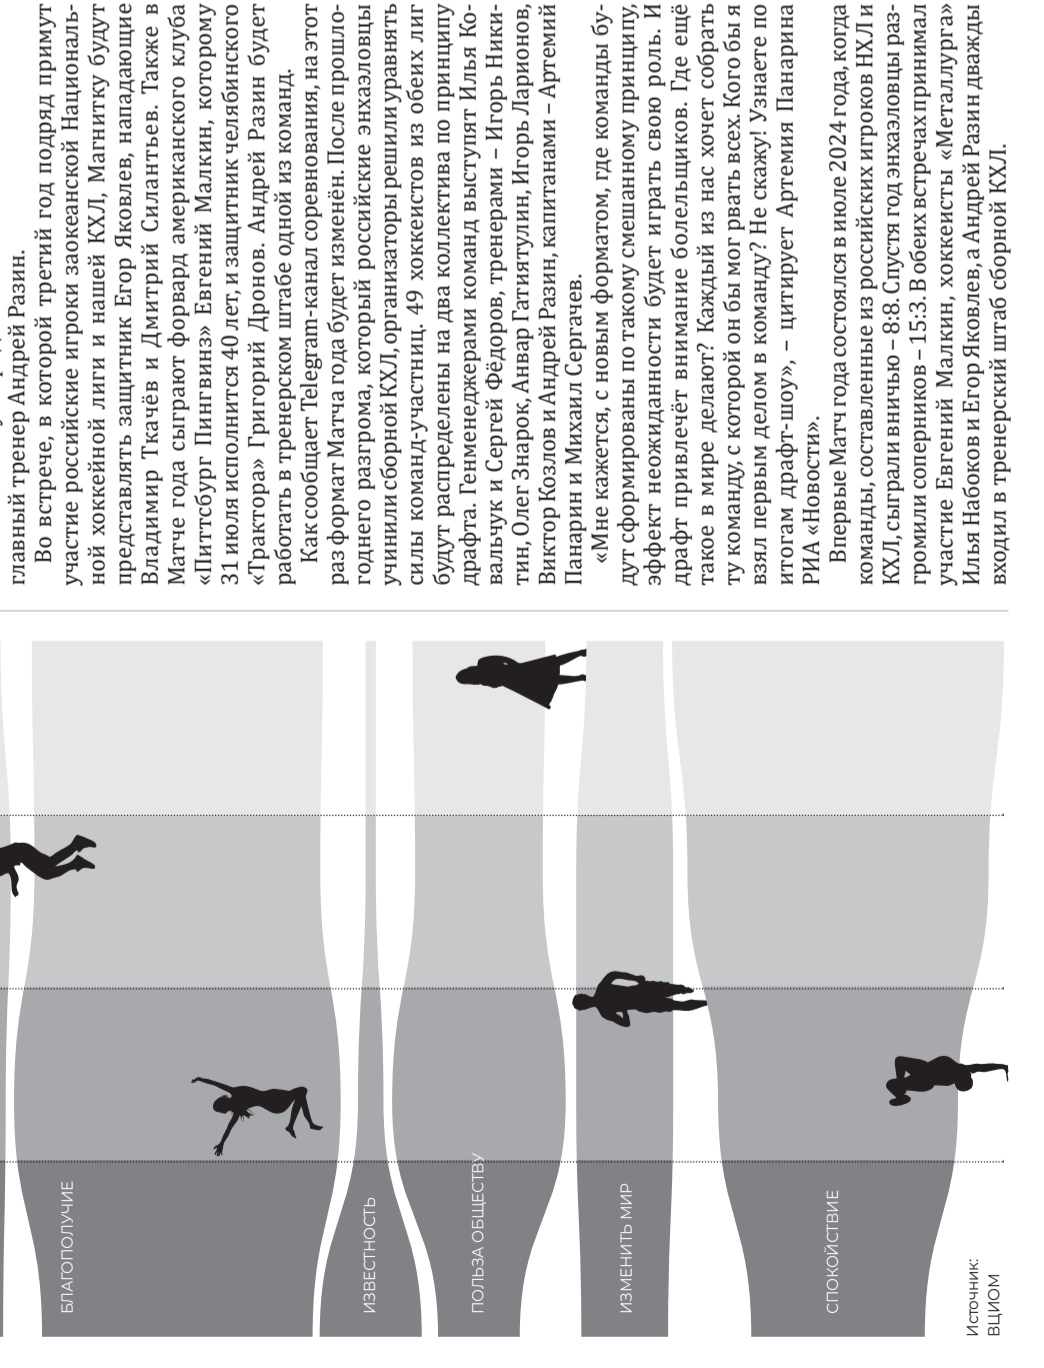 главный тренер Андрей Разин.
Во встрече, в которой третий год подряд примут
участие российские игроки заокеанской Националь-
ной хоккейной лиги и нашей КХЛ, Магнитку будут
представлять защитник Егор Яковлев, нападающие
Владимир Ткачёв и Дмитрий Силантьев. Также в
Матче года сыграют форвард американского клуба
«Питтсбург Пингвинз» Евгений Малкин, которому
31 июля исполнится 40 лет, и защитник челябинского
«Трактора» Григорий Дронов. Андрей Разин будет
работать в тренерском штабе одной из команд.
Как сообщает Telegram-канал соревнования, на этот
раз формат Матча года будет изменён. После прошло-
годнего разгрома, который российские энхаэловцы
учинили сборной КХЛ, организаторы решили уравнять
силы команд-участниц. 49 хоккеистов из обеих лиг
будут распределены на два коллектива по принципу
драфта. Генменеджерами команд выступят Илья Ко-
вальчук и Сергей Фёдоров, тренерами – Игорь Ники-
тин, Олег Знарок, Анвар Гатиятулин, Игорь Ларионов,
Виктор Козлов и Андрей Разин, капитанами – Артемий
Панарин и Михаил Сергачев.
«Мне кажется, с новым форматом, где команды бу-
дут сформированы по такому смешанному принципу,
эффект неожиданности будет играть свою роль. И
драфт привлечёт внимание болельщиков. Где ещё
такое в мире делают? Каждый из нас хочет собрать
ту команду, с которой он бы мог рвать всех. Кого бы я
взял первым делом в команду? Не скажу! Узнаете по
итогам драфт-шоу», – цитирует Артемия Панарина
РИА «Новости».
Впервые Матч года состоялся в июле 2024 года, когда
команды, составленные из российских игроков НХЛ и
КХЛ, сыграли вничью – 8:8. Спустя год энхаэловцы раз-
громили соперников – 15:3. В обеих встречах принимал
участие Евгений Малкин, хоккеисты «Металлурга»
Илья Набоков и Егор Яковлев, а Андрей Разин дважды
входил в тренерский штаб сборной КХЛ.
БЛАГОПОЛУЧИЕ
ИЗВЕСТНОСТЬ
ПОЛЬЗА ОБЩЕСТВУ
ИЗМЕНИТЬ МИР
СПОКОЙСТВИЕ
Источник:
ВЦИОМ